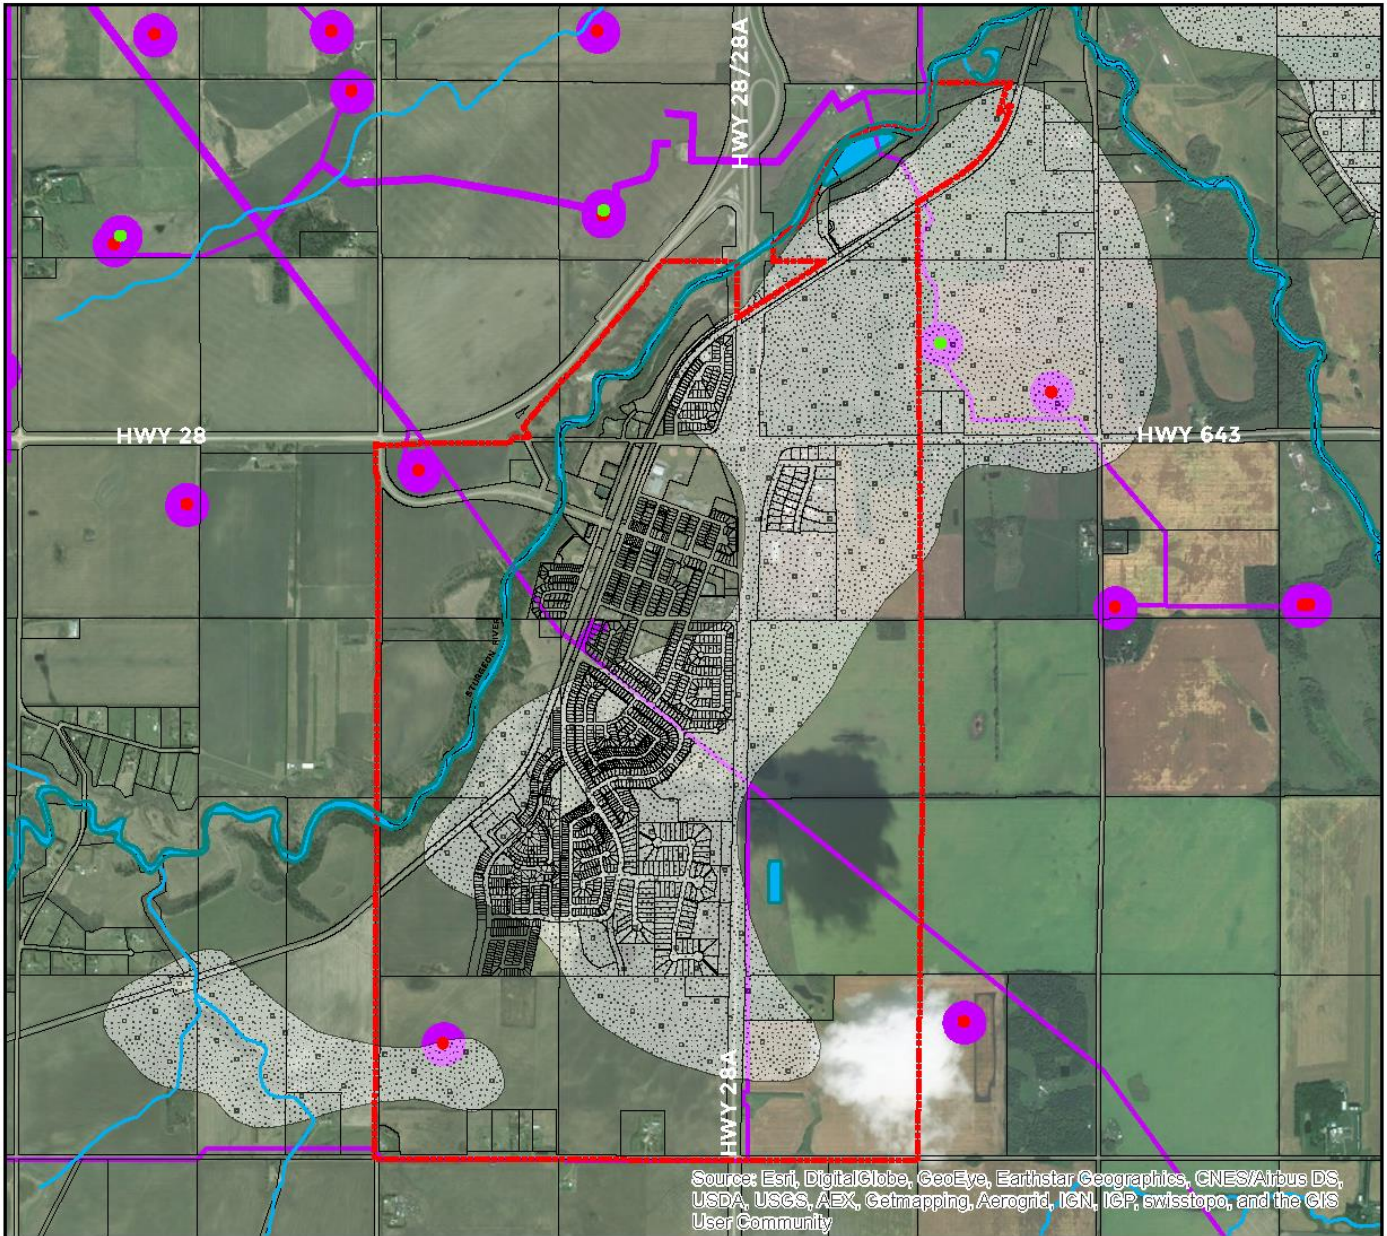 HWY 28/28A
HWY 28
HWY 643
STURGEON RIVER
HWY 28A
Source: Esri, DigitalGlobe, GeoEye, Earthstar Geographics, CNES/Airbus DS,
USDA, USGS, AEX, Getmapping, Aerogrid, IGN, IGP, swisstopo, and the GIS
User Community